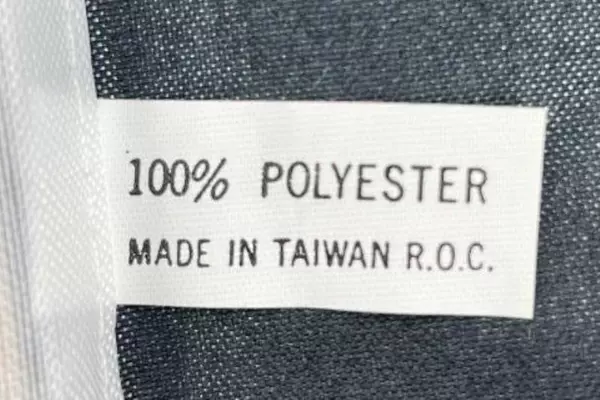 100% POLYESTER
MADE IN TAIWAN R.O.C.